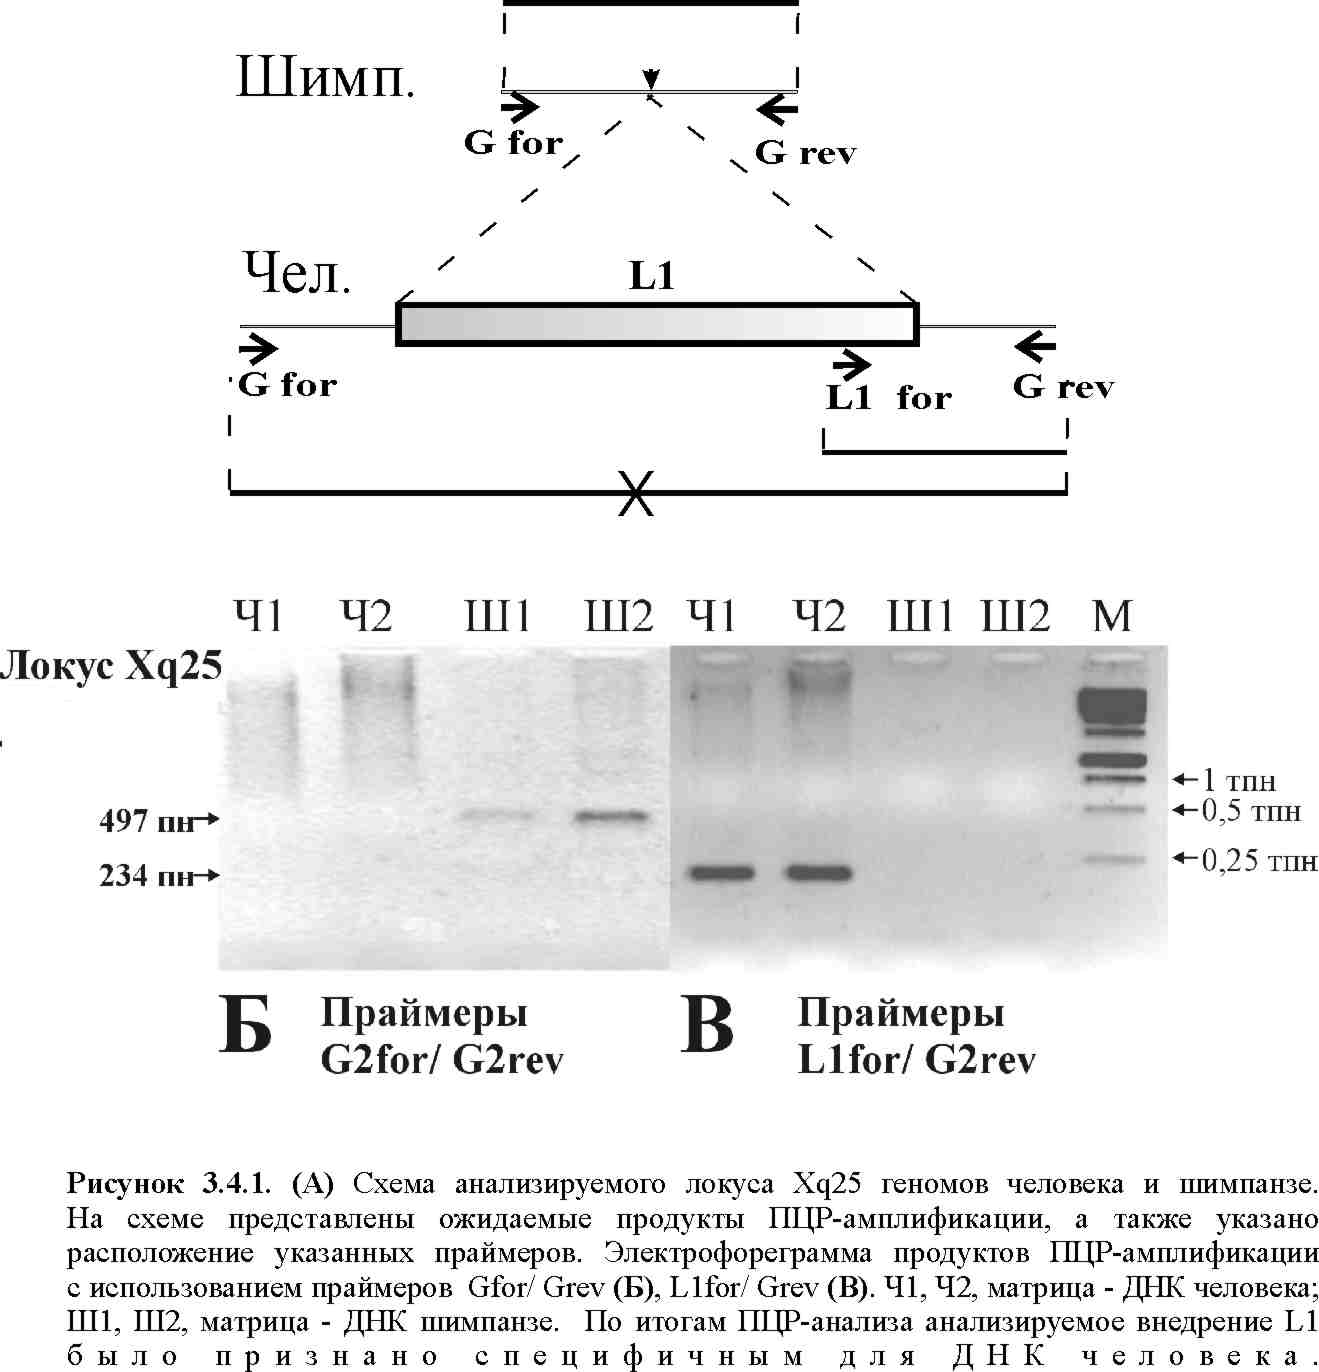 Шимп.
G for
G rev
Чел.
L1
G for
L1 for
G rev
X
Ч1 Ч2 Ш1 Ш2 Ч1 Ч2 Ш1 Ш2 М
Локус Xq25
1 тпн
497 пн
0,5 тпн
234 пн
0,25 тпн
Б Праймеры
G2for/ G2rev
В Праймеры
L1for/ G2rev
Рисунок 3.4.1. (А) Схема анализируемого локуса Xq25 геномов человека и шимпанзе.
На схеме представлены ожидаемые продукты ПЦР-амплификации, а также указано
расположение указанных праймеров. Электрофореграмма продуктов ПЦР-амплификации
с использованием праймеров Gfor/ Grev (Б), L1for/ Grev (В). Ч1, Ч2, матрица - ДНК человека;
Ш1, Ш2, матрица - ДНК шимпанзе. По итогам ПЦР-анализа анализируемое внедрение L1
было признано специфичным для ДНК человека.